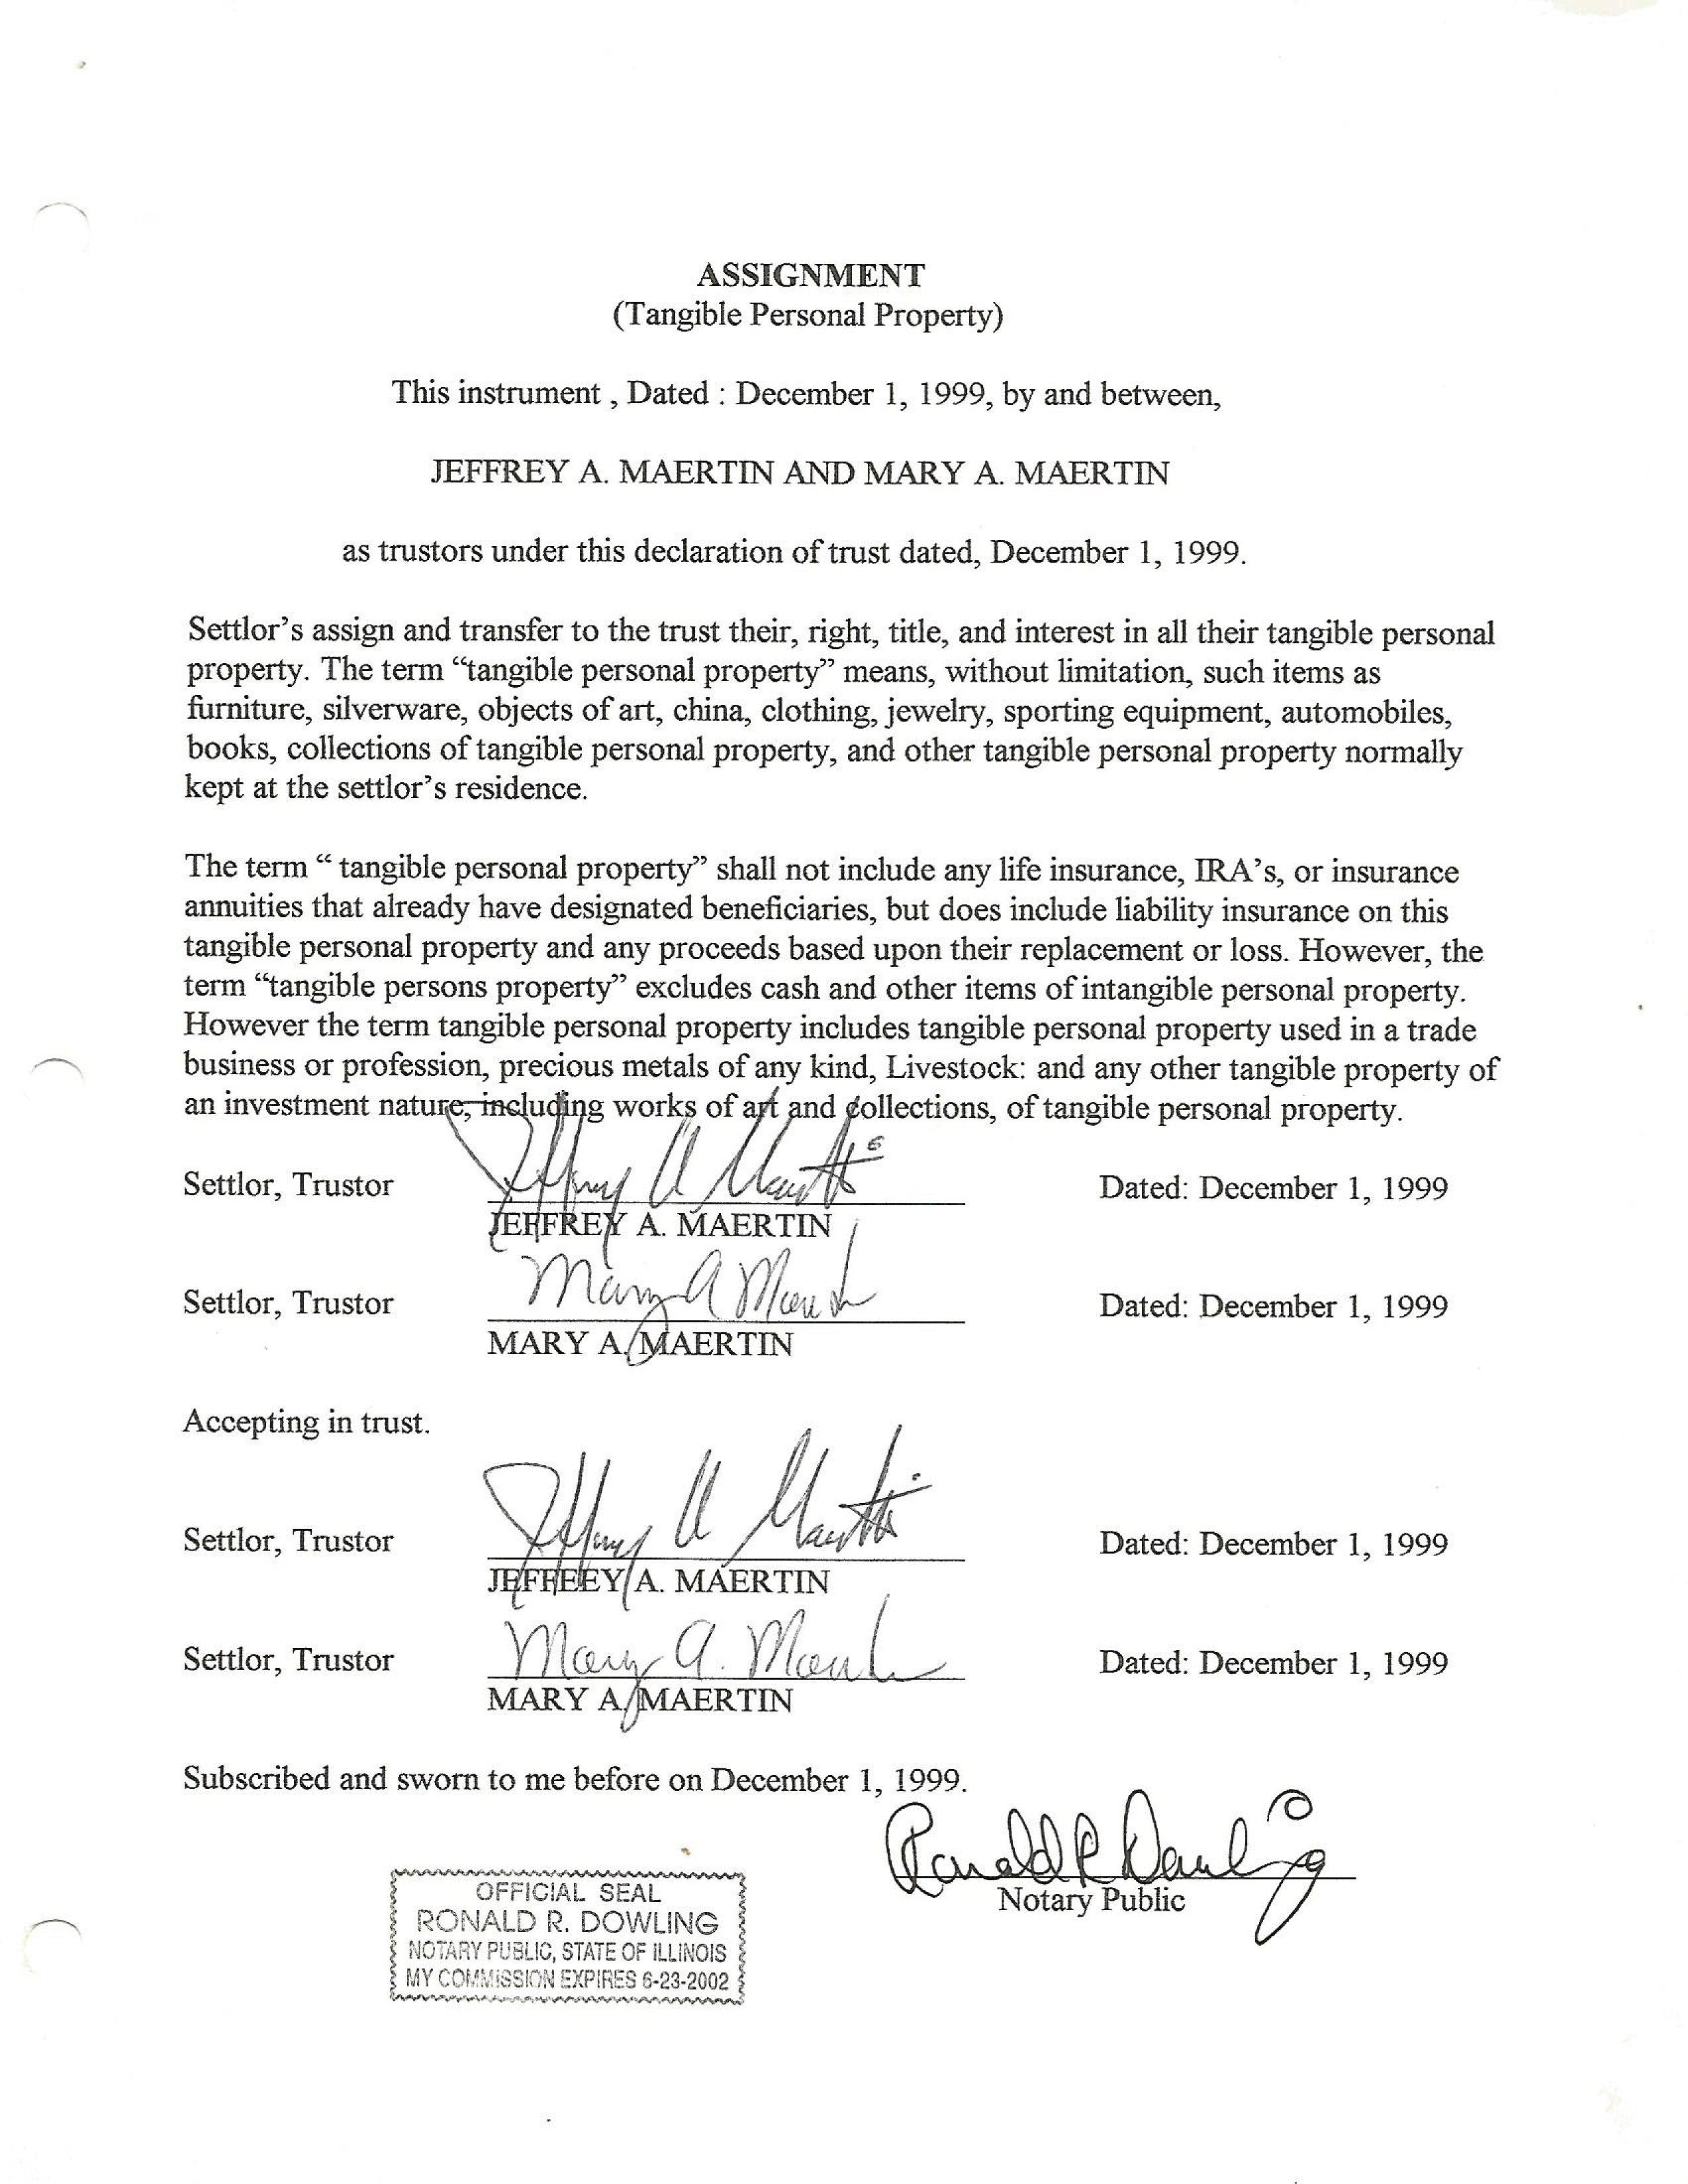 ASSIGNMENT
(Tangible Personal Property)
This instrument , Dated : December 1, 1999, by and between,
JEFFREY A. MAERTIN AND MARY A. MAERTIN
as trustors under this declaration of trust dated, December 1, 1999.
Settlor’s assign and transfer to the trust their, right, title, and interest in all their tangible personal
property. The term “tangible personal property” means, without limitation, such items as
furniture, silverware, objects of art, china, clothing, jewelry, sporting equipment, automobiles,
books, collections of tangible personal property, and other tangible personal property normally
kept at the settlor’s residence.
The term “ tangible personal property” shall not include any life insurance, IRA’s, or insurance
annuities that already have designated beneficiaries, but does include liability insurance on this
tangible personal property and any proceeds based upon their replacement or loss. However, the
term “tangible persons property” excludes cash and other items of intangible personal property.
However the term tangible personal property includes tangible personal property used in a trade
business or profession, precious metals of any kind, Livestock: and any other tangible property of
an investment nature, including works of art and collections, of tangible personal property.
Settlor, Trustor Jeffrey A Maertin Dated: December 1, 1999
JEFFREY A. MAERTIN
Settlor, Trustor Mary A Maertin Dated: December 1, 1999
MARY A. MAERTIN
Accepting in trust.
Settlor, Trustor Jeffrey A Maertin Dated: December 1, 1999
JEFFEEY A. MAERTIN
Settlor, Trustor Mary A. Maertin Dated: December 1, 1999
MARY A. MAERTIN
Subscribed and sworn to me before on December 1, 1999.
Ronald R Dowling
Notary Public
OFFICIAL SEAL
RONALD R. DOWLING
NOTARY PUBLIC, STATE OF ILLINOIS
MY COMMISSION EXPIRES 6-23-2002